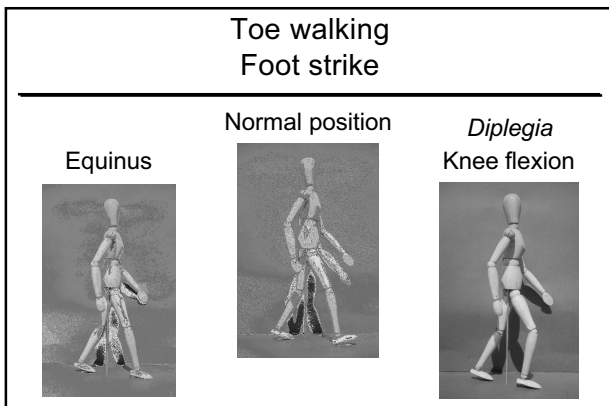 Toe walking
Foot strike
Equinus
Normal position
Diplegia
Knee flexion